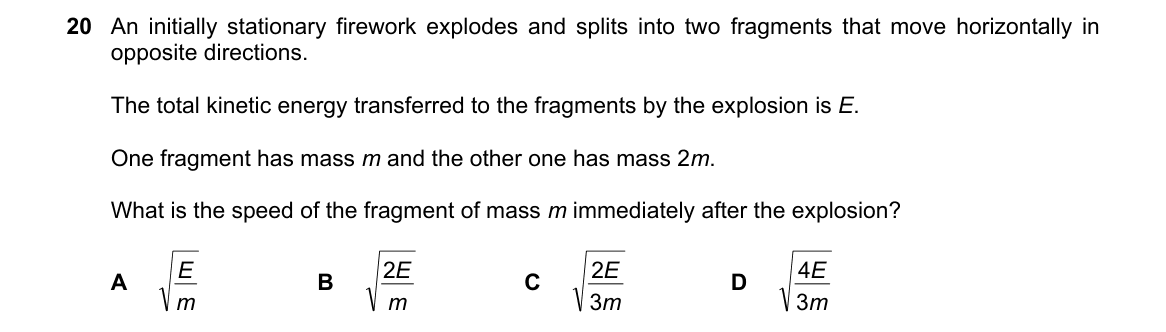 20 An initially stationary firework explodes and splits into two fragments that move horizontally in
opposite directions.
The total kinetic energy transferred to the fragments by the explosion is E.
One fragment has mass m and the other one has mass 2m.
What is the speed of the fragment of mass m immediately after the explosion?
A √(E/m) B √(2E/m) C √(2E/3m) D √(4E/3m)